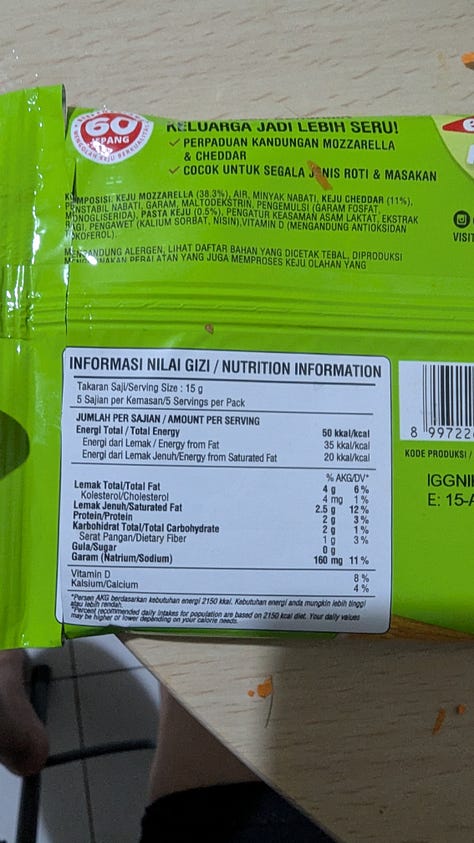 60
JEPANG
KELUARGA JADI LEBIH SERU!
PERPADUAN KANDUNGAN MOZZARELLA
& CHEDDAR
COCOK UNTUK SEGALA JENIS ROTI & MASAKAN
KOMPOSISI: KEJU MOZZARELLA (38.3%), AIR, MINYAK NABATI, KEJU CHEDDAR (11%),
PENSTABIL NABATI, GARAM, MALTODEKSTRIN, PENGEMULSI (GARAM FOSFAT,
MONOGLISERIDA), PASTA KEJU (0.5%), PENGATUR KEASAMAN ASAM LAKTAT, EKSTRAK
RAGI, PENGAWET (KALIUM SORBAT, NISIN),VITAMIN D (MENGANDUNG ANTIOKSIDAN
TOKOFEROL).
MENGANDUNG ALERGEN, LIHAT DAFTAR BAHAN YANG DICETAK TEBAL, DIPRODUKSI
MENGGUNAKAN PERALATAN YANG JUGA MEMPROSES KEJU OLAHAN YANG
VISIT
INFORMASI NILAI GIZI / NUTRITION INFORMATION
Takaran Saji/Serving Size : 15 g
5 Sajian per Kemasan/5 Servings per Pack
JUMLAH PER SAJIAN / AMOUNT PER SERVING
Energi Total / Total Energy 50 kkal/kcal
Energi dari Lemak / Energy from Fat 35 kkal/kcal
Energi dari Lemak Jenuh/Energy from Saturated Fat 20 kkal/kcal
% AKG/DV*
Lemak Total/Total Fat 4 g 6%
Kolesterol/Cholesterol 4 mg 1%
Lemak Jenuh/Saturated Fat 2.5 g 12%
Protein/Protein 2 g 3%
Karbohidrat Total/Total Carbohydrate 2 g 1%
Serat Pangan/Dietary Fiber 1 g 3%
Gula/Sugar 0 g
Garam (Natrium/Sodium) 160 mg 11%
Vitamin D 8 %
Kalsium/Calcium 4 %
*Persen AKG berdasarkan kebutuhan energi 2150 kkal. Kebutuhan energi anda mungkin lebih tinggi
atau lebih rendah.
*Percent recommended daily intakes for population are based on 2150 kcal diet. Your daily values
may be higher or lower depending on your calorie needs.
8 99722
KODE PRODUKSI /
IGGNI
E: 15-A